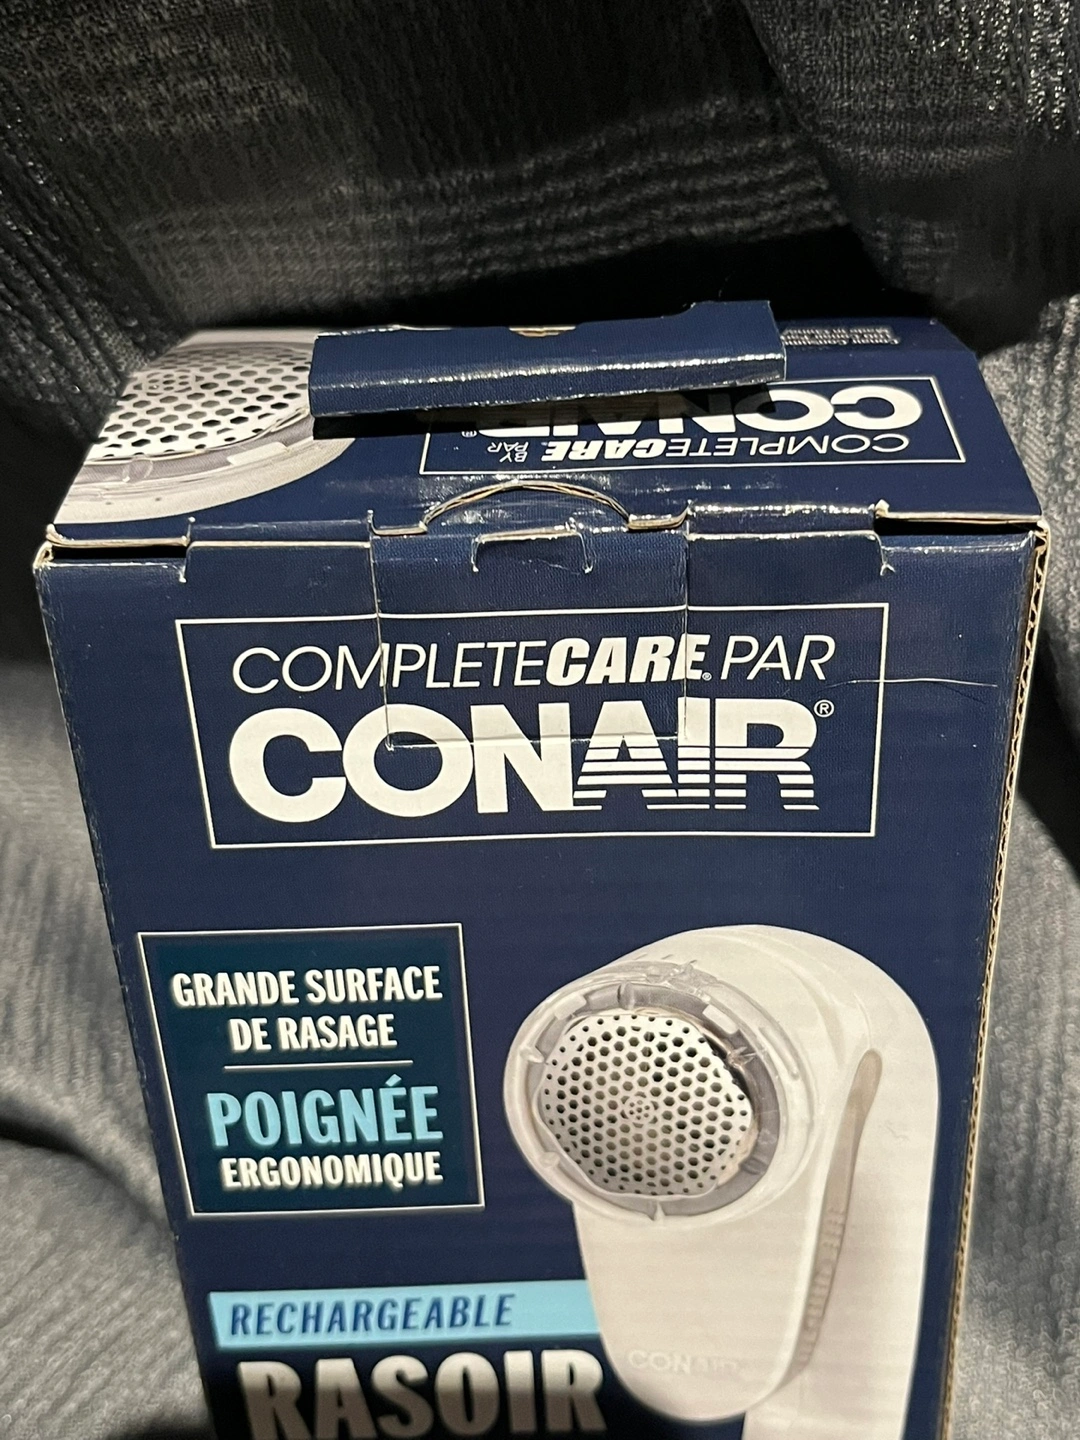 CONAIR®
COMPLETECARE BY PAR
COMPLETECARE® PAR
CONAIR®
GRANDE SURFACE
DE RASAGE
POIGNÉE
ERGONOMIQUE
RECHARGEABLE
RASOIR
CONAIR